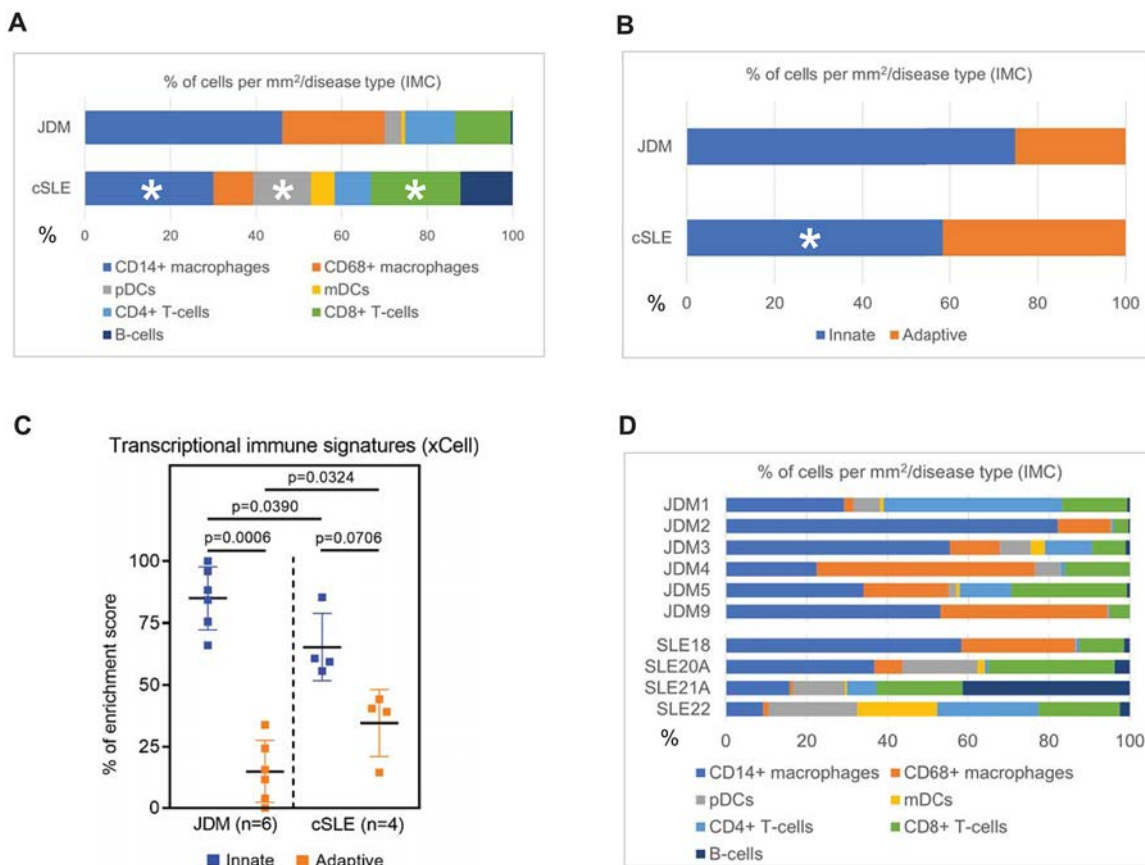 A
% of cells per mm²/disease type (IMC)
JDM
cSLE
*
*
*
%
0 20 40 60 80 100
CD14+ macrophages CD68+ macrophages
pDCs mDCs
CD4+ T-cells CD8+ T-cells
B-cells
B
% of cells per mm²/disease type (IMC)
JDM
cSLE
*
%
0 20 40 60 80 100
Innate Adaptive
C
Transcriptional immune signatures (xCell)
p=0.0324
p=0.0390
p=0.0006 p=0.0706
% of enrichment score
100
75
50
25
0
JDM (n=6) cSLE (n=4)
Innate Adaptive
D
% of cells per mm²/disease type (IMC)
JDM1
JDM2
JDM3
JDM4
JDM5
JDM9
SLE18
SLE20A
SLE21A
SLE22
%
0 20 40 60 80 100
CD14+ macrophages CD68+ macrophages
pDCs mDCs
CD4+ T-cells CD8+ T-cells
B-cells